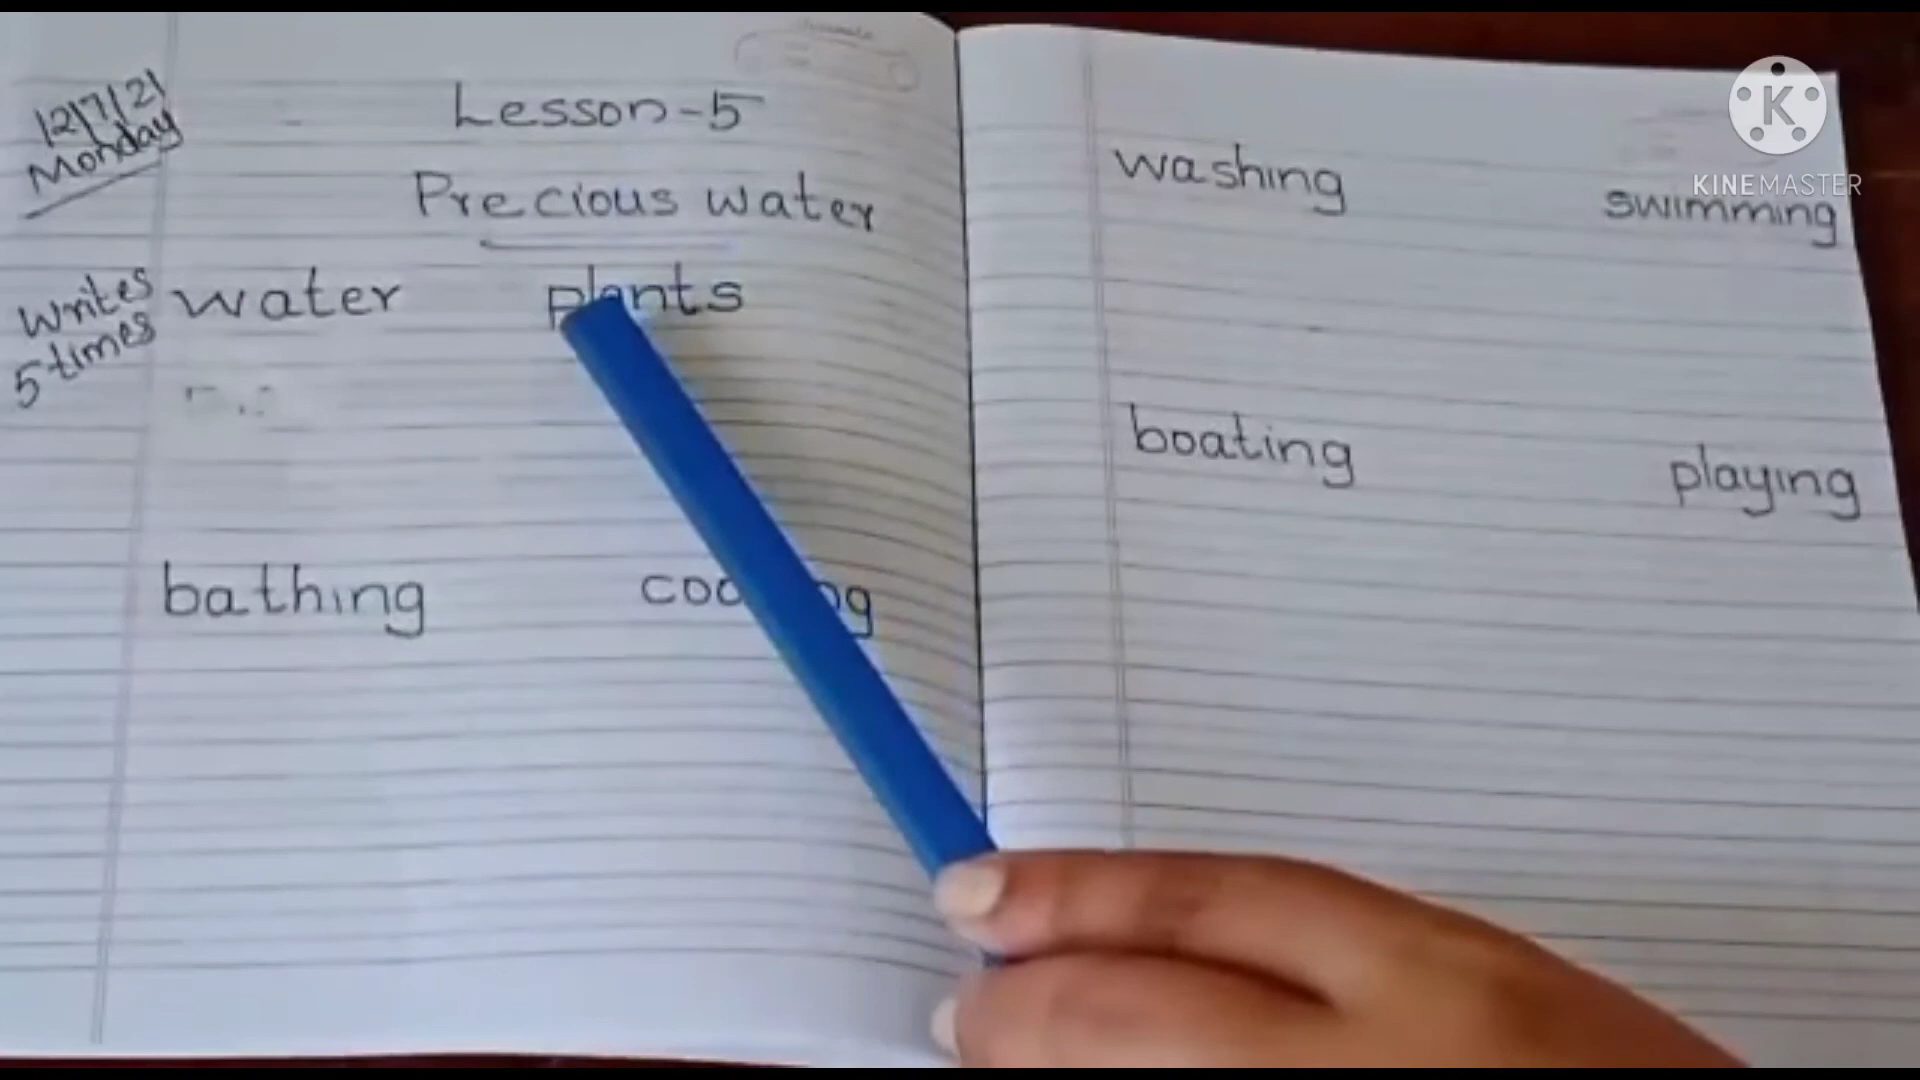 12/7/21
Monday
Lesson-5
Precious water
writes
5 times
water plants
bathing
washing
swimming
boating
playing
KINEMASTER